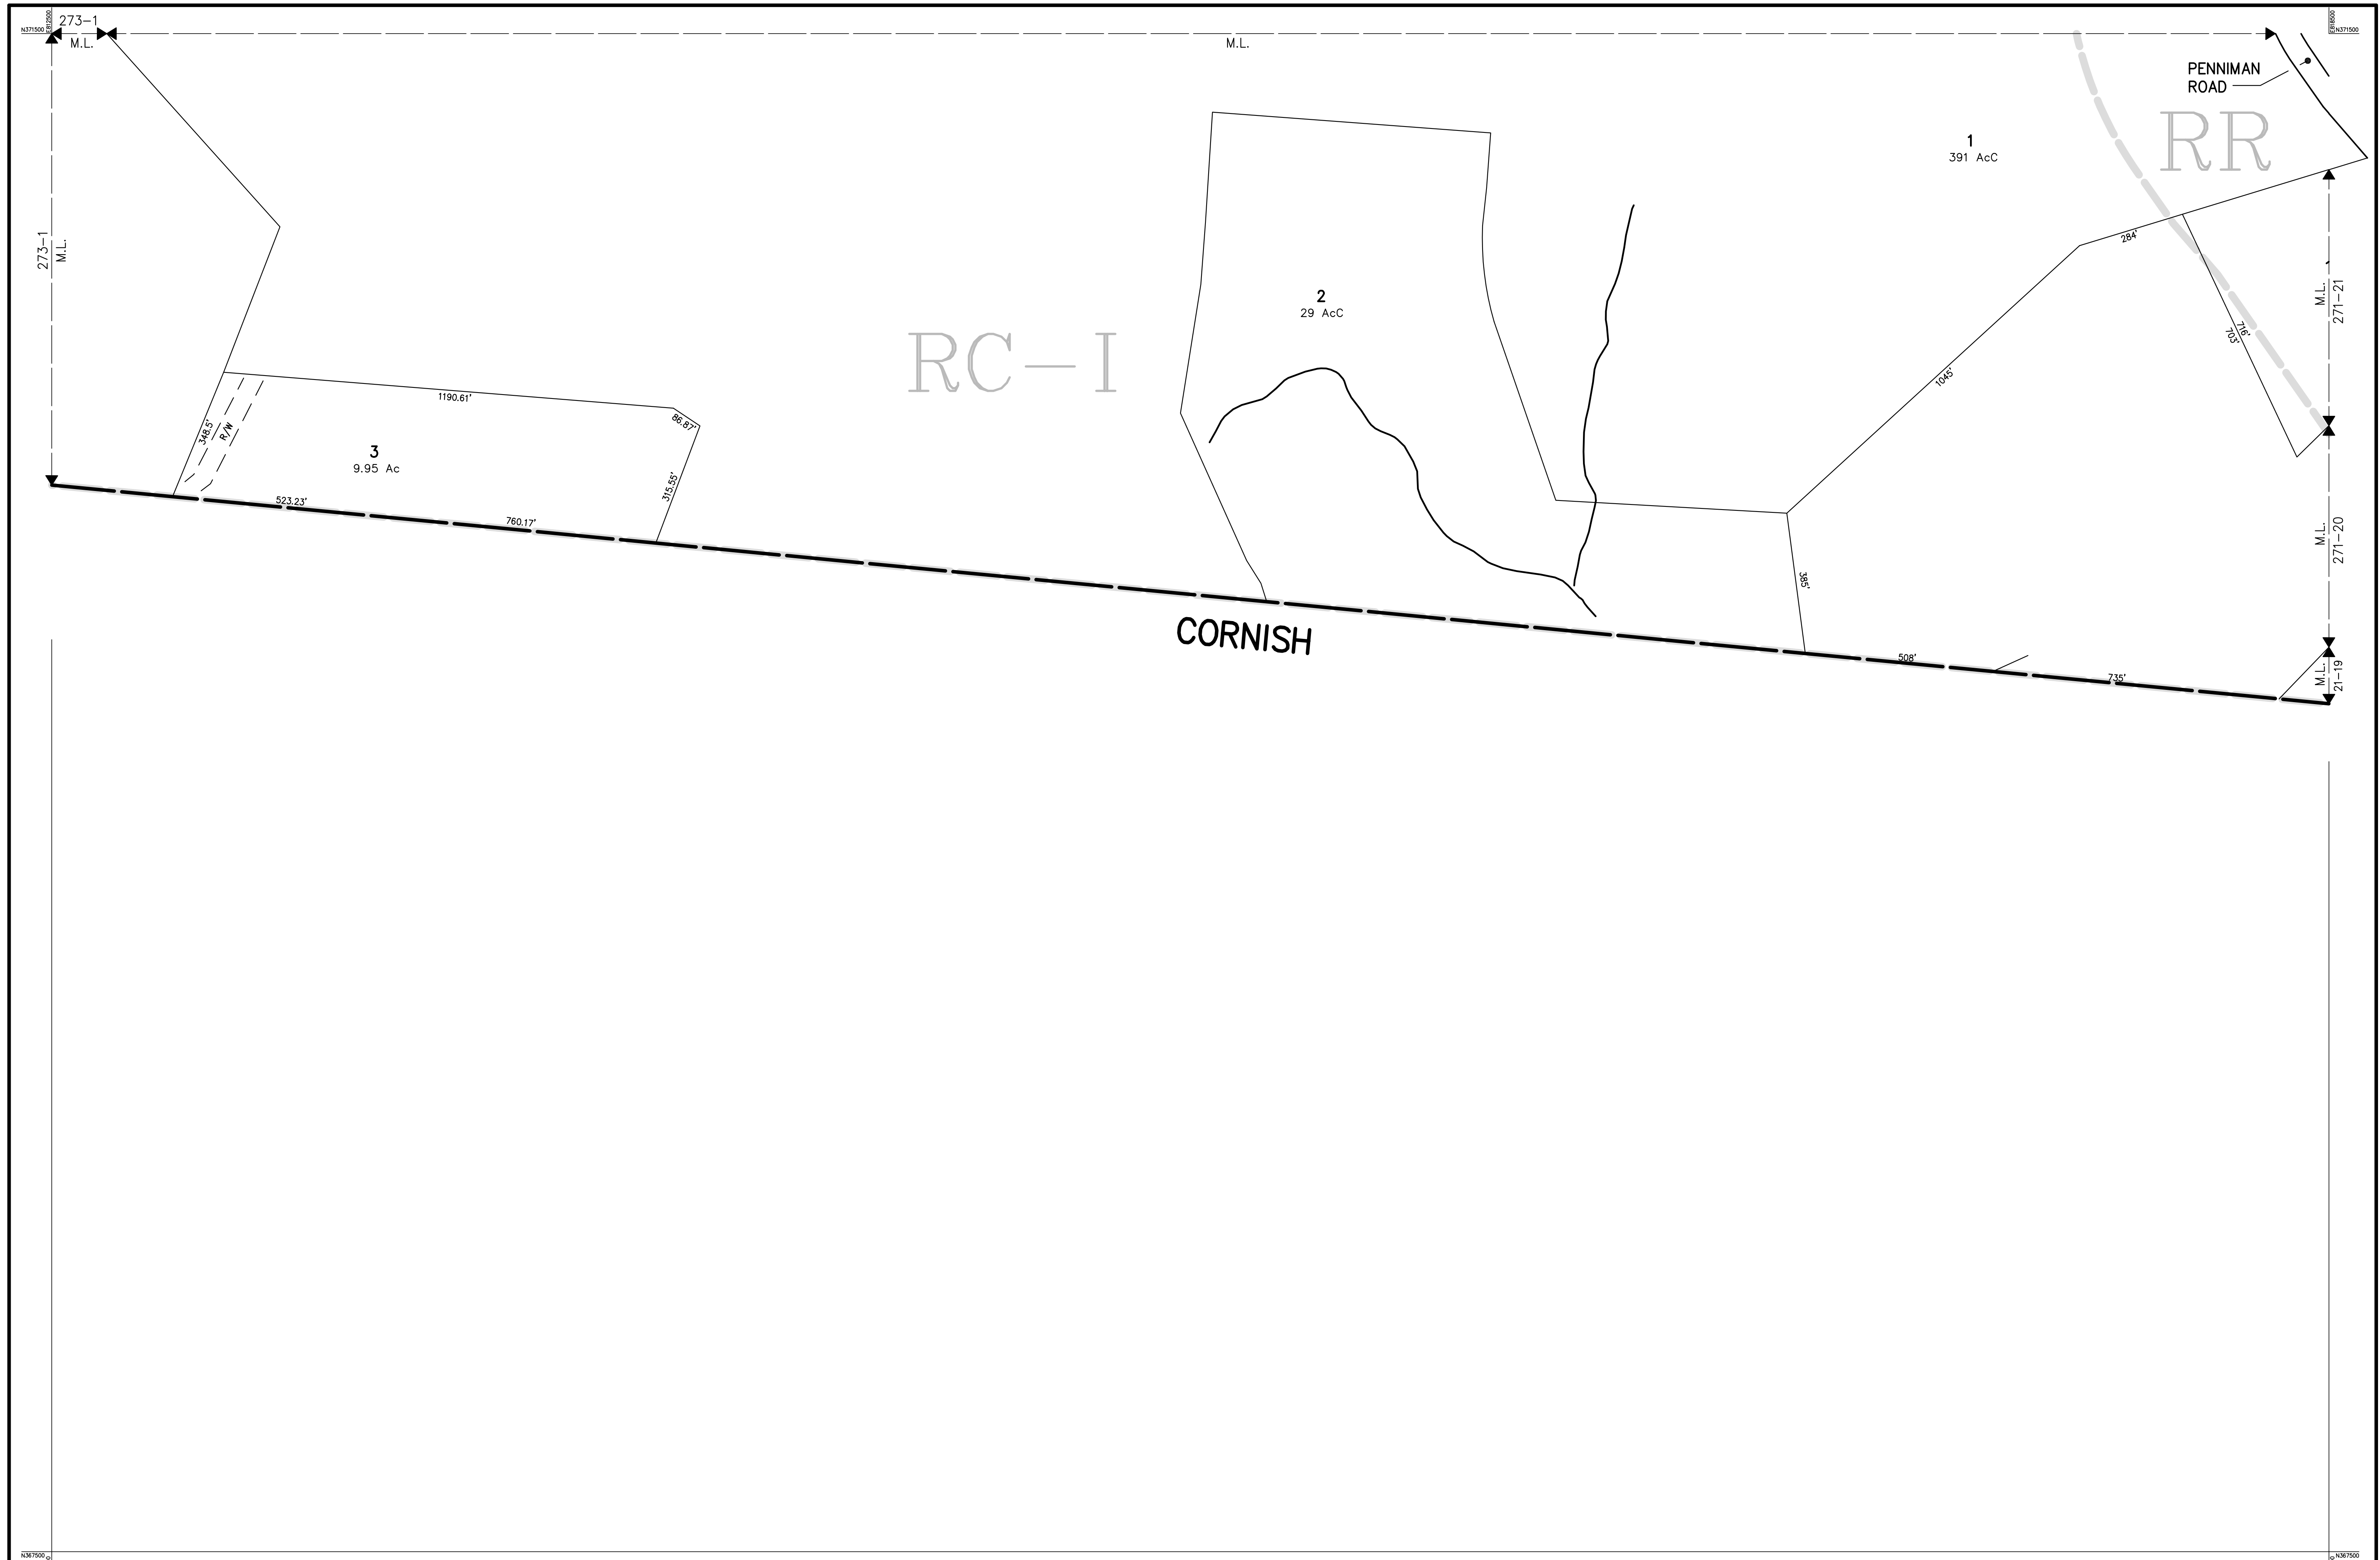 273-1
N371500
E812500
M.L.
M.L.
E818500
N371500
PENNIMAN
ROAD
RR
1
391 AcC
273-1
M.L.
284'
2
29 AcC
M.L.
271-21
716'
703'
RC-I
1045'
1190.61'
86.87'
348.5'
R/W
3
9.95 Ac
315.55'
523.23'
760.17'
M.L.
271-20
385'
CORNISH
508'
735'
M.L.
21-19
N367500
N367500